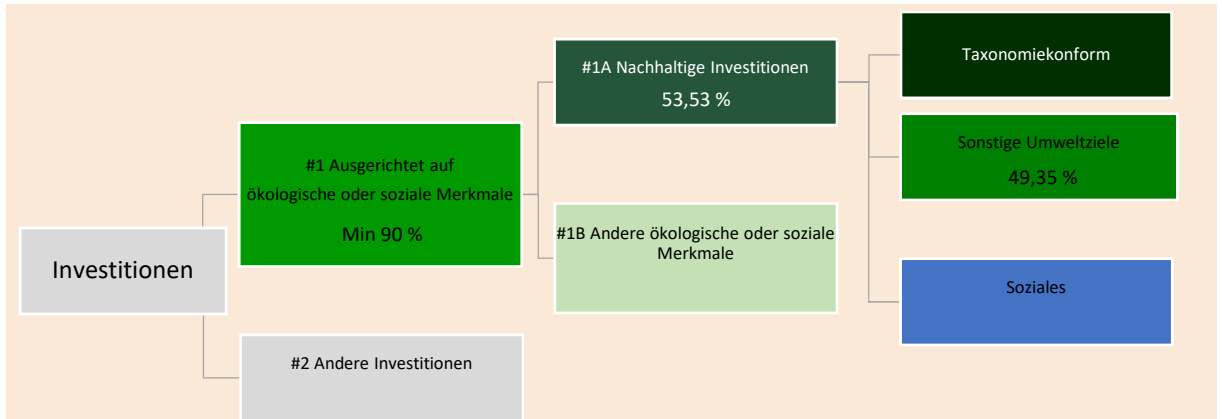 Investitionen
#1 Ausgerichtet auf
ökologische oder soziale Merkmale
Min 90 %
#2 Andere Investitionen
#1A Nachhaltige Investitionen
53,53 %
#1B Andere ökologische oder soziale
Merkmale
Taxonomiekonform
Sonstige Umweltziele
49,35 %
Soziales